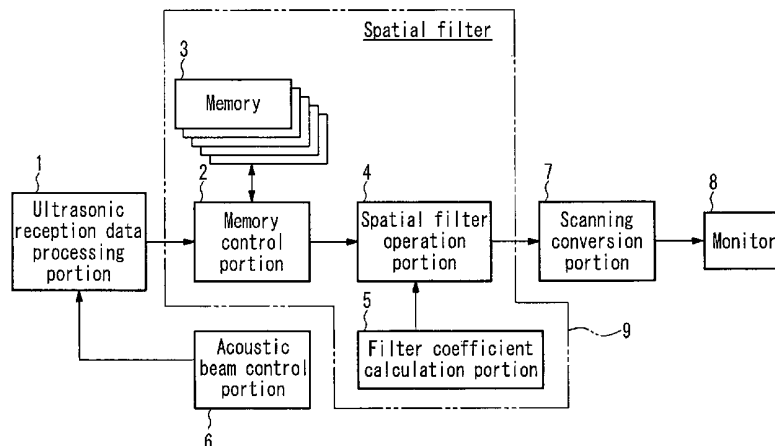 Spatial filter
3
Memory
1
Ultrasonic
reception data
processing
portion
2
Memory
control
portion
4
Spatial filter
operation
portion
7
Scanning
conversion
portion
8
Monitor
5
Filter coefficient
calculation portion
9
Acoustic
beam control
portion
6